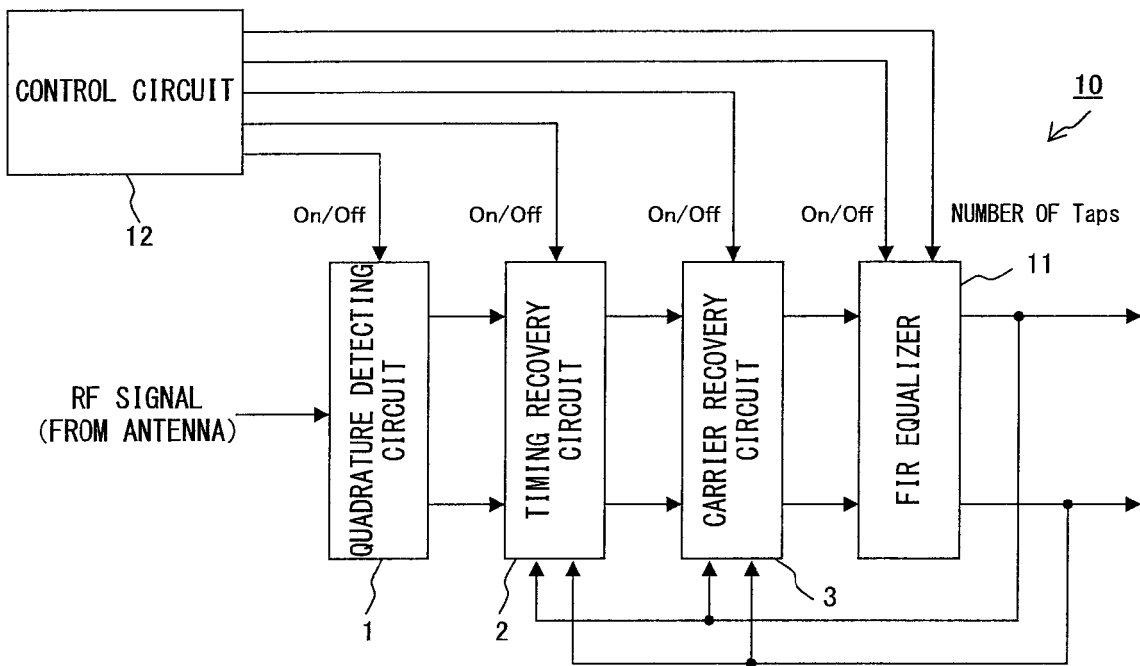 CONTROL CIRCUIT
12
10
On/Off
On/Off
On/Off
On/Off
NUMBER OF Taps
11
RF SIGNAL
(FROM ANTENNA)
QUADRATURE DETECTING
CIRCUIT
TIMING RECOVERY
CIRCUIT
CARRIER RECOVERY
CIRCUIT
FIR EQUALIZER
1
2
3